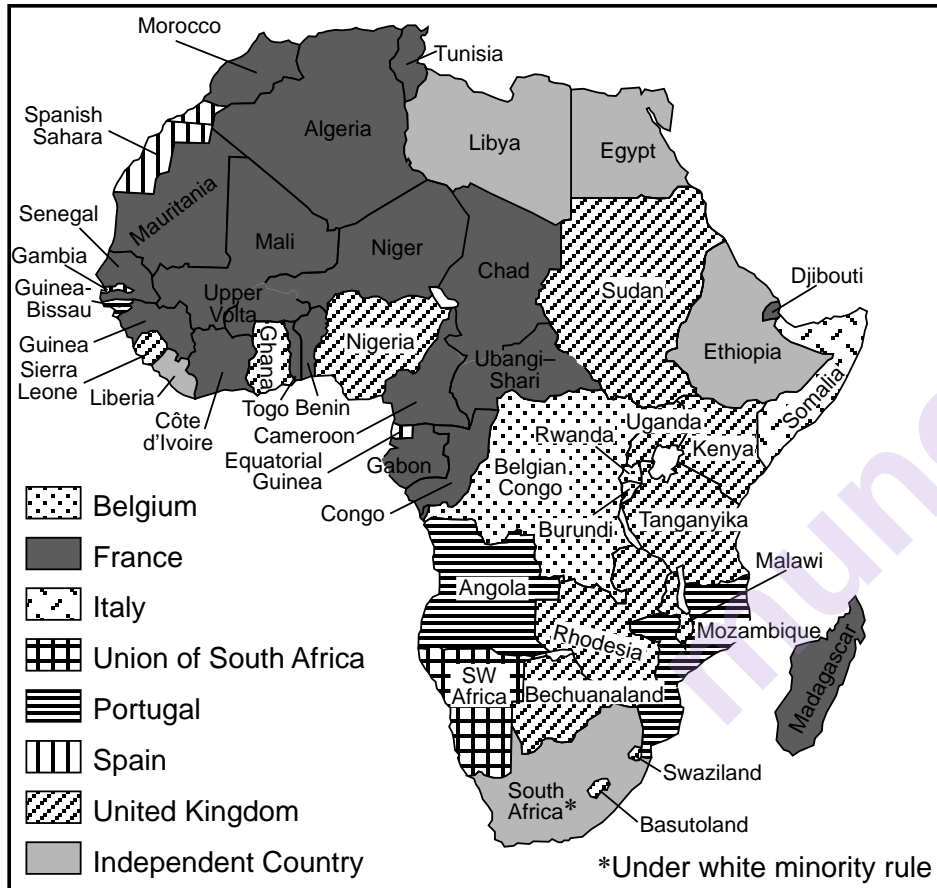 Morocco
Tunisia
Spanish
Sahara
Algeria
Libya
Egypt
Mauritania
Senegal
Mali
Niger
Chad
Gambia
Guinea-
Bissau
Upper
Volta
Sudan
Djibouti
Guinea
Ghana
Nigeria
Ubangi–
Shari
Ethiopia
Sierra
Leone
Liberia
Togo
Benin
Somalia
Côte
d'Ivoire
Cameroon
Uganda
Rwanda
Kenya
Equatorial
Guinea
Gabon
Belgian
Congo
Congo
Burundi
Tanganyika
Malawi
Angola
Mozambique
Rhodesia
SW
Africa
Bechuanaland
Madagascar
Swaziland
South
Africa*
Basutoland
Belgium
France
Italy
Union of South Africa
Portugal
Spain
United Kingdom
Independent Country
*Under white minority rule